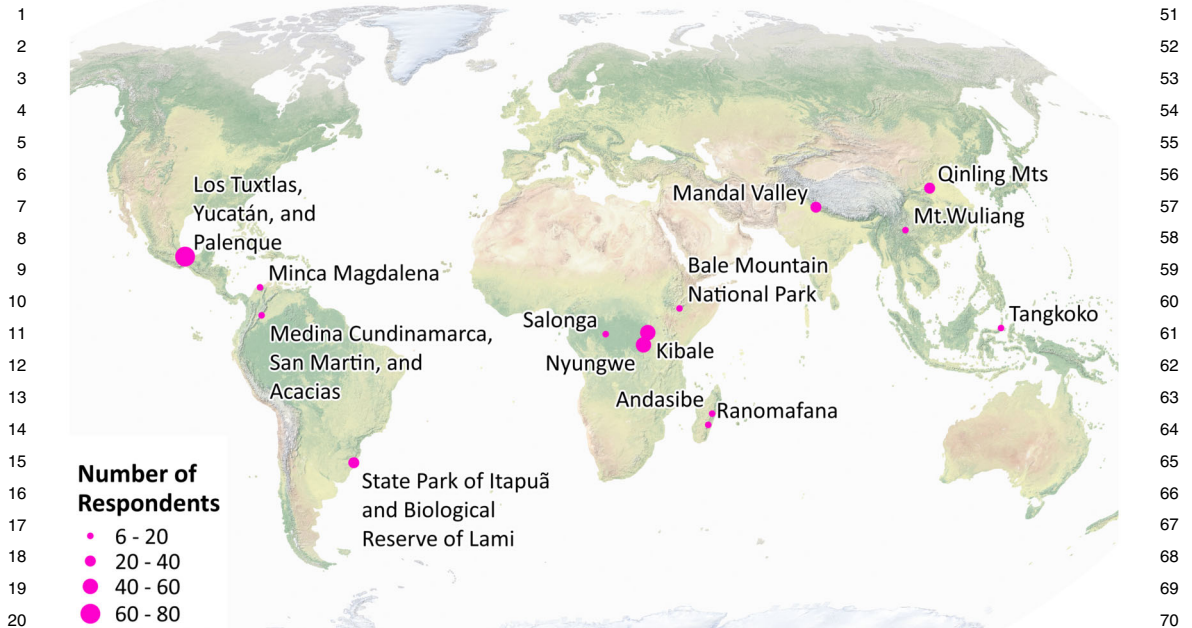 1
2
3
4
5
6
7
8
9
10
11
12
13
14
15
16
17
18
19
20
Los Tuxtlas,
Yucatán, and
Palenque
Minca Magdalena
Medina Cundinamarca,
San Martin, and
Acacias
State Park of Itapuã
and Biological
Reserve of Lami
Mandal Valley
Qinling Mts
Mt.Wuliang
Bale Mountain
National Park
Salonga
Nyungwe
Kibale
Tangkoko
Andasibe
Ranomafana
Number of
Respondents
6 - 20
20 - 40
40 - 60
60 - 80
51
52
53
54
55
56
57
58
59
60
61
62
63
64
65
66
67
68
69
70